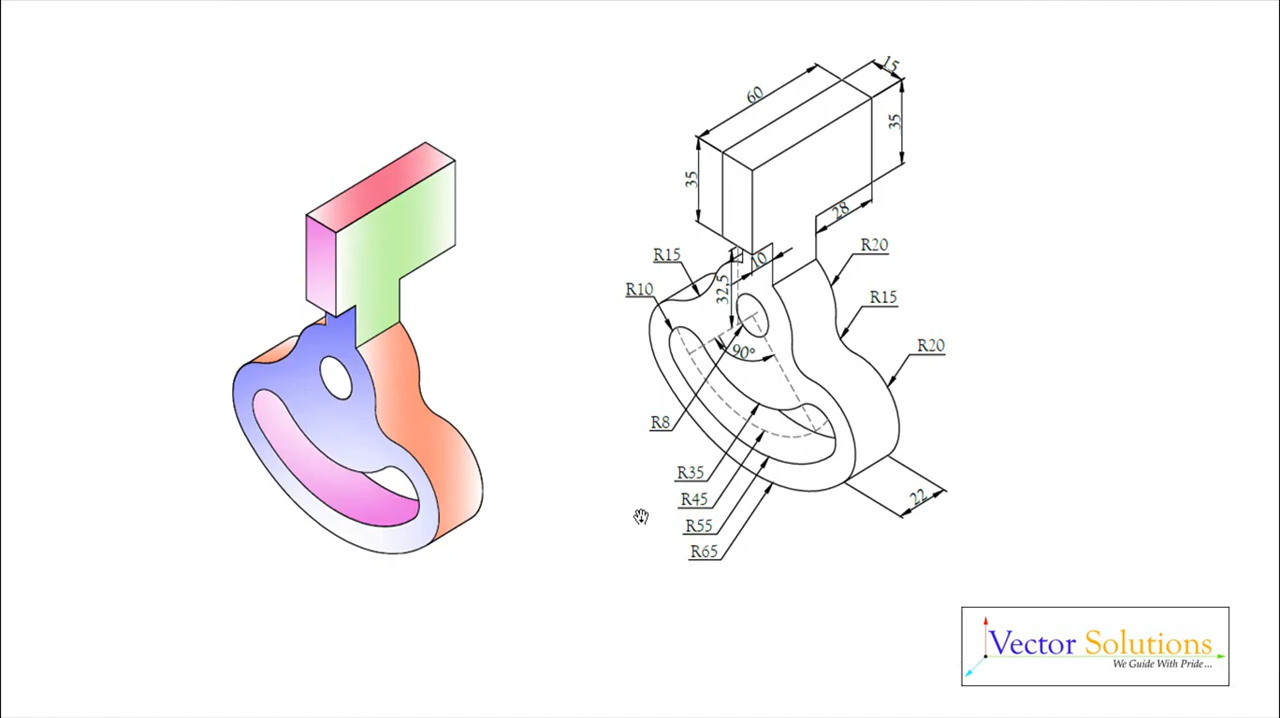 15
60
35
35
28
R20
R15
10
R10
32,5
R15
90°
R20
R8
R35
R45
22
R55
R65
Vector Solutions
We Guide With Pride...